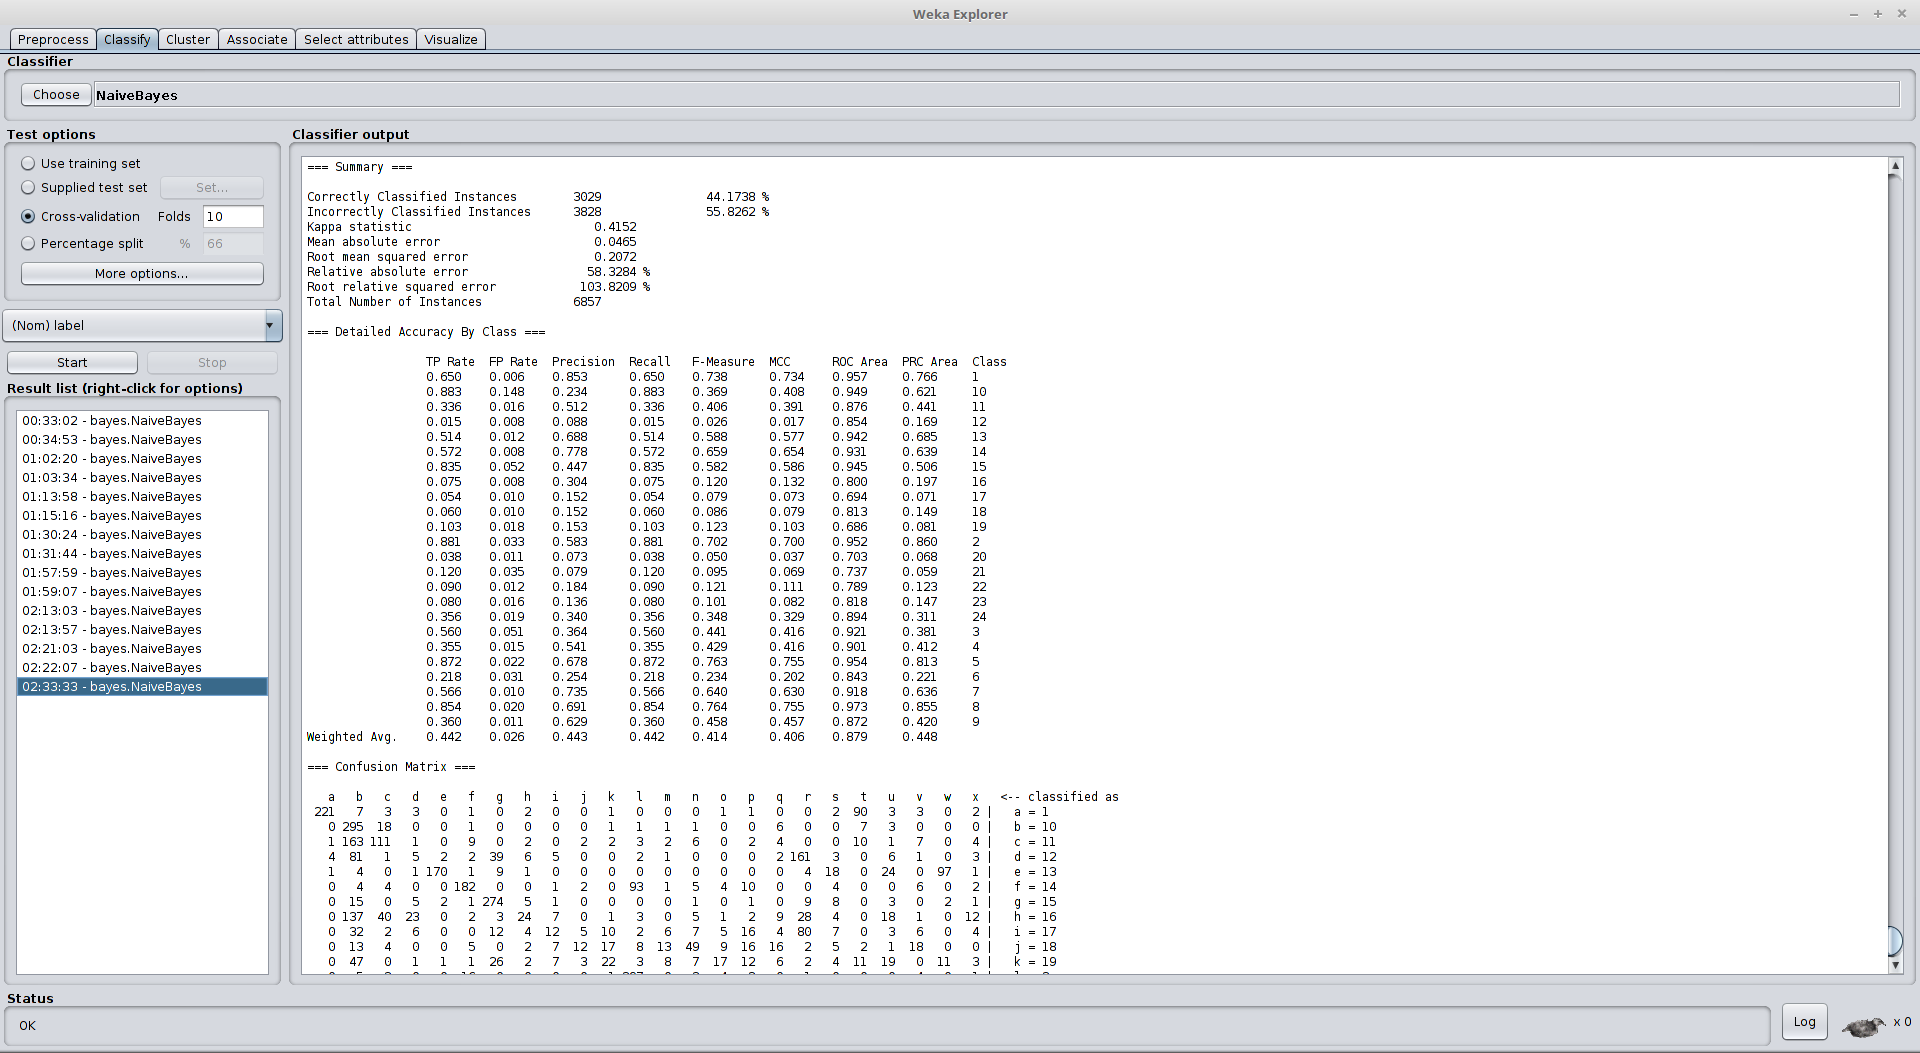 Weka Explorer
Preprocess Classify Cluster Associate Select attributes Visualize
Classifier
Choose NaiveBayes
Test options
Use training set
Supplied test set Set...
Cross-validation Folds 10
Percentage split % 66
More options...
(Nom) label
Start Stop
Result list (right-click for options)
00:33:02 - bayes.NaiveBayes
00:34:53 - bayes.NaiveBayes
01:02:20 - bayes.NaiveBayes
01:03:34 - bayes.NaiveBayes
01:13:58 - bayes.NaiveBayes
01:15:16 - bayes.NaiveBayes
01:30:24 - bayes.NaiveBayes
01:31:44 - bayes.NaiveBayes
01:57:59 - bayes.NaiveBayes
01:59:07 - bayes.NaiveBayes
02:13:03 - bayes.NaiveBayes
02:13:57 - bayes.NaiveBayes
02:21:03 - bayes.NaiveBayes
02:22:07 - bayes.NaiveBayes
02:33:33 - bayes.NaiveBayes
Classifier output
=== Summary ===
Correctly Classified Instances 3029 44.1738 %
Incorrectly Classified Instances 3828 55.8262 %
Kappa statistic 0.4152
Mean absolute error 0.0465
Root mean squared error 0.2072
Relative absolute error 58.3284 %
Root relative squared error 103.8209 %
Total Number of Instances 6857
=== Detailed Accuracy By Class ===
TP Rate FP Rate Precision Recall F-Measure MCC ROC Area PRC Area Class
0.650 0.006 0.853 0.650 0.738 0.734 0.957 0.766 1
0.883 0.148 0.234 0.883 0.369 0.408 0.949 0.621 10
0.336 0.016 0.512 0.336 0.406 0.391 0.876 0.441 11
0.015 0.008 0.088 0.015 0.026 0.017 0.854 0.169 12
0.514 0.012 0.688 0.514 0.588 0.577 0.942 0.685 13
0.572 0.008 0.778 0.572 0.659 0.654 0.931 0.639 14
0.835 0.052 0.447 0.835 0.582 0.586 0.945 0.506 15
0.075 0.008 0.304 0.075 0.120 0.132 0.800 0.197 16
0.054 0.010 0.152 0.054 0.079 0.073 0.694 0.071 17
0.060 0.010 0.152 0.060 0.086 0.079 0.813 0.149 18
0.103 0.018 0.153 0.103 0.123 0.103 0.686 0.081 19
0.881 0.033 0.583 0.881 0.702 0.700 0.952 0.860 2
0.038 0.011 0.073 0.038 0.050 0.037 0.703 0.068 20
0.120 0.035 0.079 0.120 0.095 0.069 0.737 0.059 21
0.090 0.012 0.184 0.090 0.121 0.111 0.789 0.123 22
0.080 0.016 0.136 0.080 0.101 0.082 0.818 0.147 23
0.356 0.019 0.340 0.356 0.348 0.329 0.894 0.311 24
0.560 0.051 0.364 0.560 0.441 0.416 0.921 0.381 3
0.355 0.015 0.541 0.355 0.429 0.416 0.901 0.412 4
0.872 0.022 0.678 0.872 0.763 0.755 0.954 0.813 5
0.218 0.031 0.254 0.218 0.234 0.202 0.843 0.221 6
0.566 0.010 0.735 0.566 0.640 0.630 0.918 0.636 7
0.854 0.020 0.691 0.854 0.764 0.755 0.973 0.855 8
0.360 0.011 0.629 0.360 0.458 0.457 0.872 0.420 9
Weighted Avg. 0.442 0.026 0.443 0.442 0.414 0.406 0.879 0.448
=== Confusion Matrix ===
a b c d e f g h i j k l m n o p q r s t u v w x <-- classified as
221 7 3 3 0 1 0 2 0 0 1 0 0 0 1 1 0 0 2 90 3 3 0 2 | a = 1
0 295 18 0 0 1 0 0 0 0 1 1 1 1 0 0 6 0 0 7 3 0 0 0 | b = 10
1 163 111 1 0 9 0 2 0 2 2 3 2 6 0 2 4 0 0 10 1 7 0 4 | c = 11
4 81 1 5 2 2 39 6 5 0 0 2 1 0 0 0 2 161 3 0 6 1 0 3 | d = 12
1 4 0 1 170 1 9 1 0 0 0 0 0 0 0 0 0 4 18 0 24 0 97 1 | e = 13
0 4 4 0 0 182 0 0 1 2 0 93 1 5 4 10 0 0 4 0 0 6 0 2 | f = 14
0 15 0 5 2 1 274 5 1 0 0 0 0 1 0 1 0 9 8 0 3 0 2 1 | g = 15
0 137 40 23 0 2 3 24 7 0 1 3 0 5 1 2 9 28 4 0 18 1 0 12 | h = 16
0 32 2 6 0 0 12 4 12 5 10 2 6 7 5 16 4 80 7 0 3 6 0 4 | i = 17
0 13 4 0 0 5 0 2 7 12 17 8 13 49 9 16 16 2 5 2 1 18 0 0 | j = 18
0 47 0 1 1 1 26 2 7 3 22 3 8 7 17 12 6 2 4 11 19 0 11 3 | k = 19
Status
OK
Log
x 0